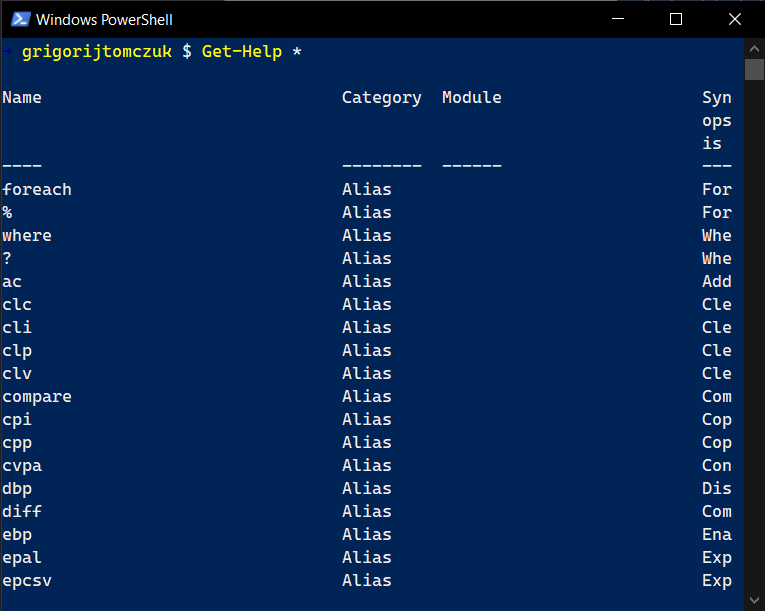 Windows PowerShell
→ grigorijtomczuk $ Get-Help *
Name Category Module Syn
ops
is
---- -------- ------ ---
foreach Alias For
% Alias For
where Alias Whe
? Alias Whe
ac Alias Add
clc Alias Cle
cli Alias Cle
clp Alias Cle
clv Alias Cle
compare Alias Com
cpi Alias Cop
cpp Alias Cop
cvpa Alias Con
dbp Alias Dis
diff Alias Com
ebp Alias Ena
epal Alias Exp
epcsv Alias Exp